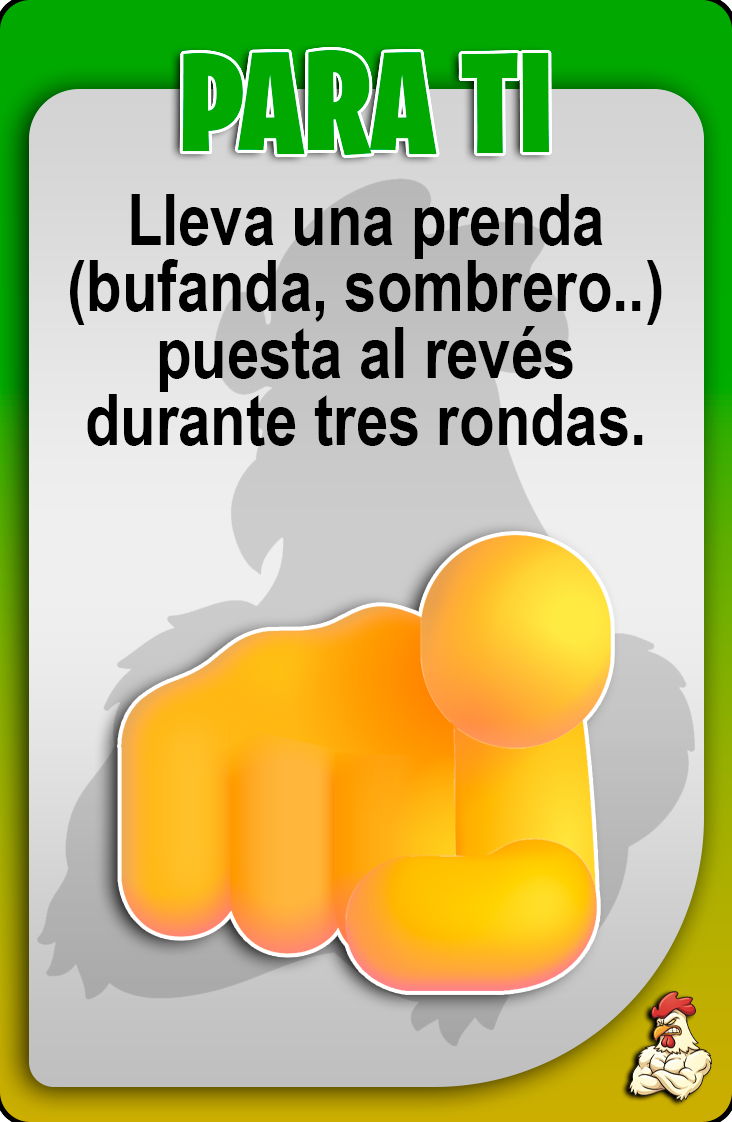 PARA TI
Lleva una prenda
(bufanda, sombrero..)
puesta al revés
durante tres rondas.